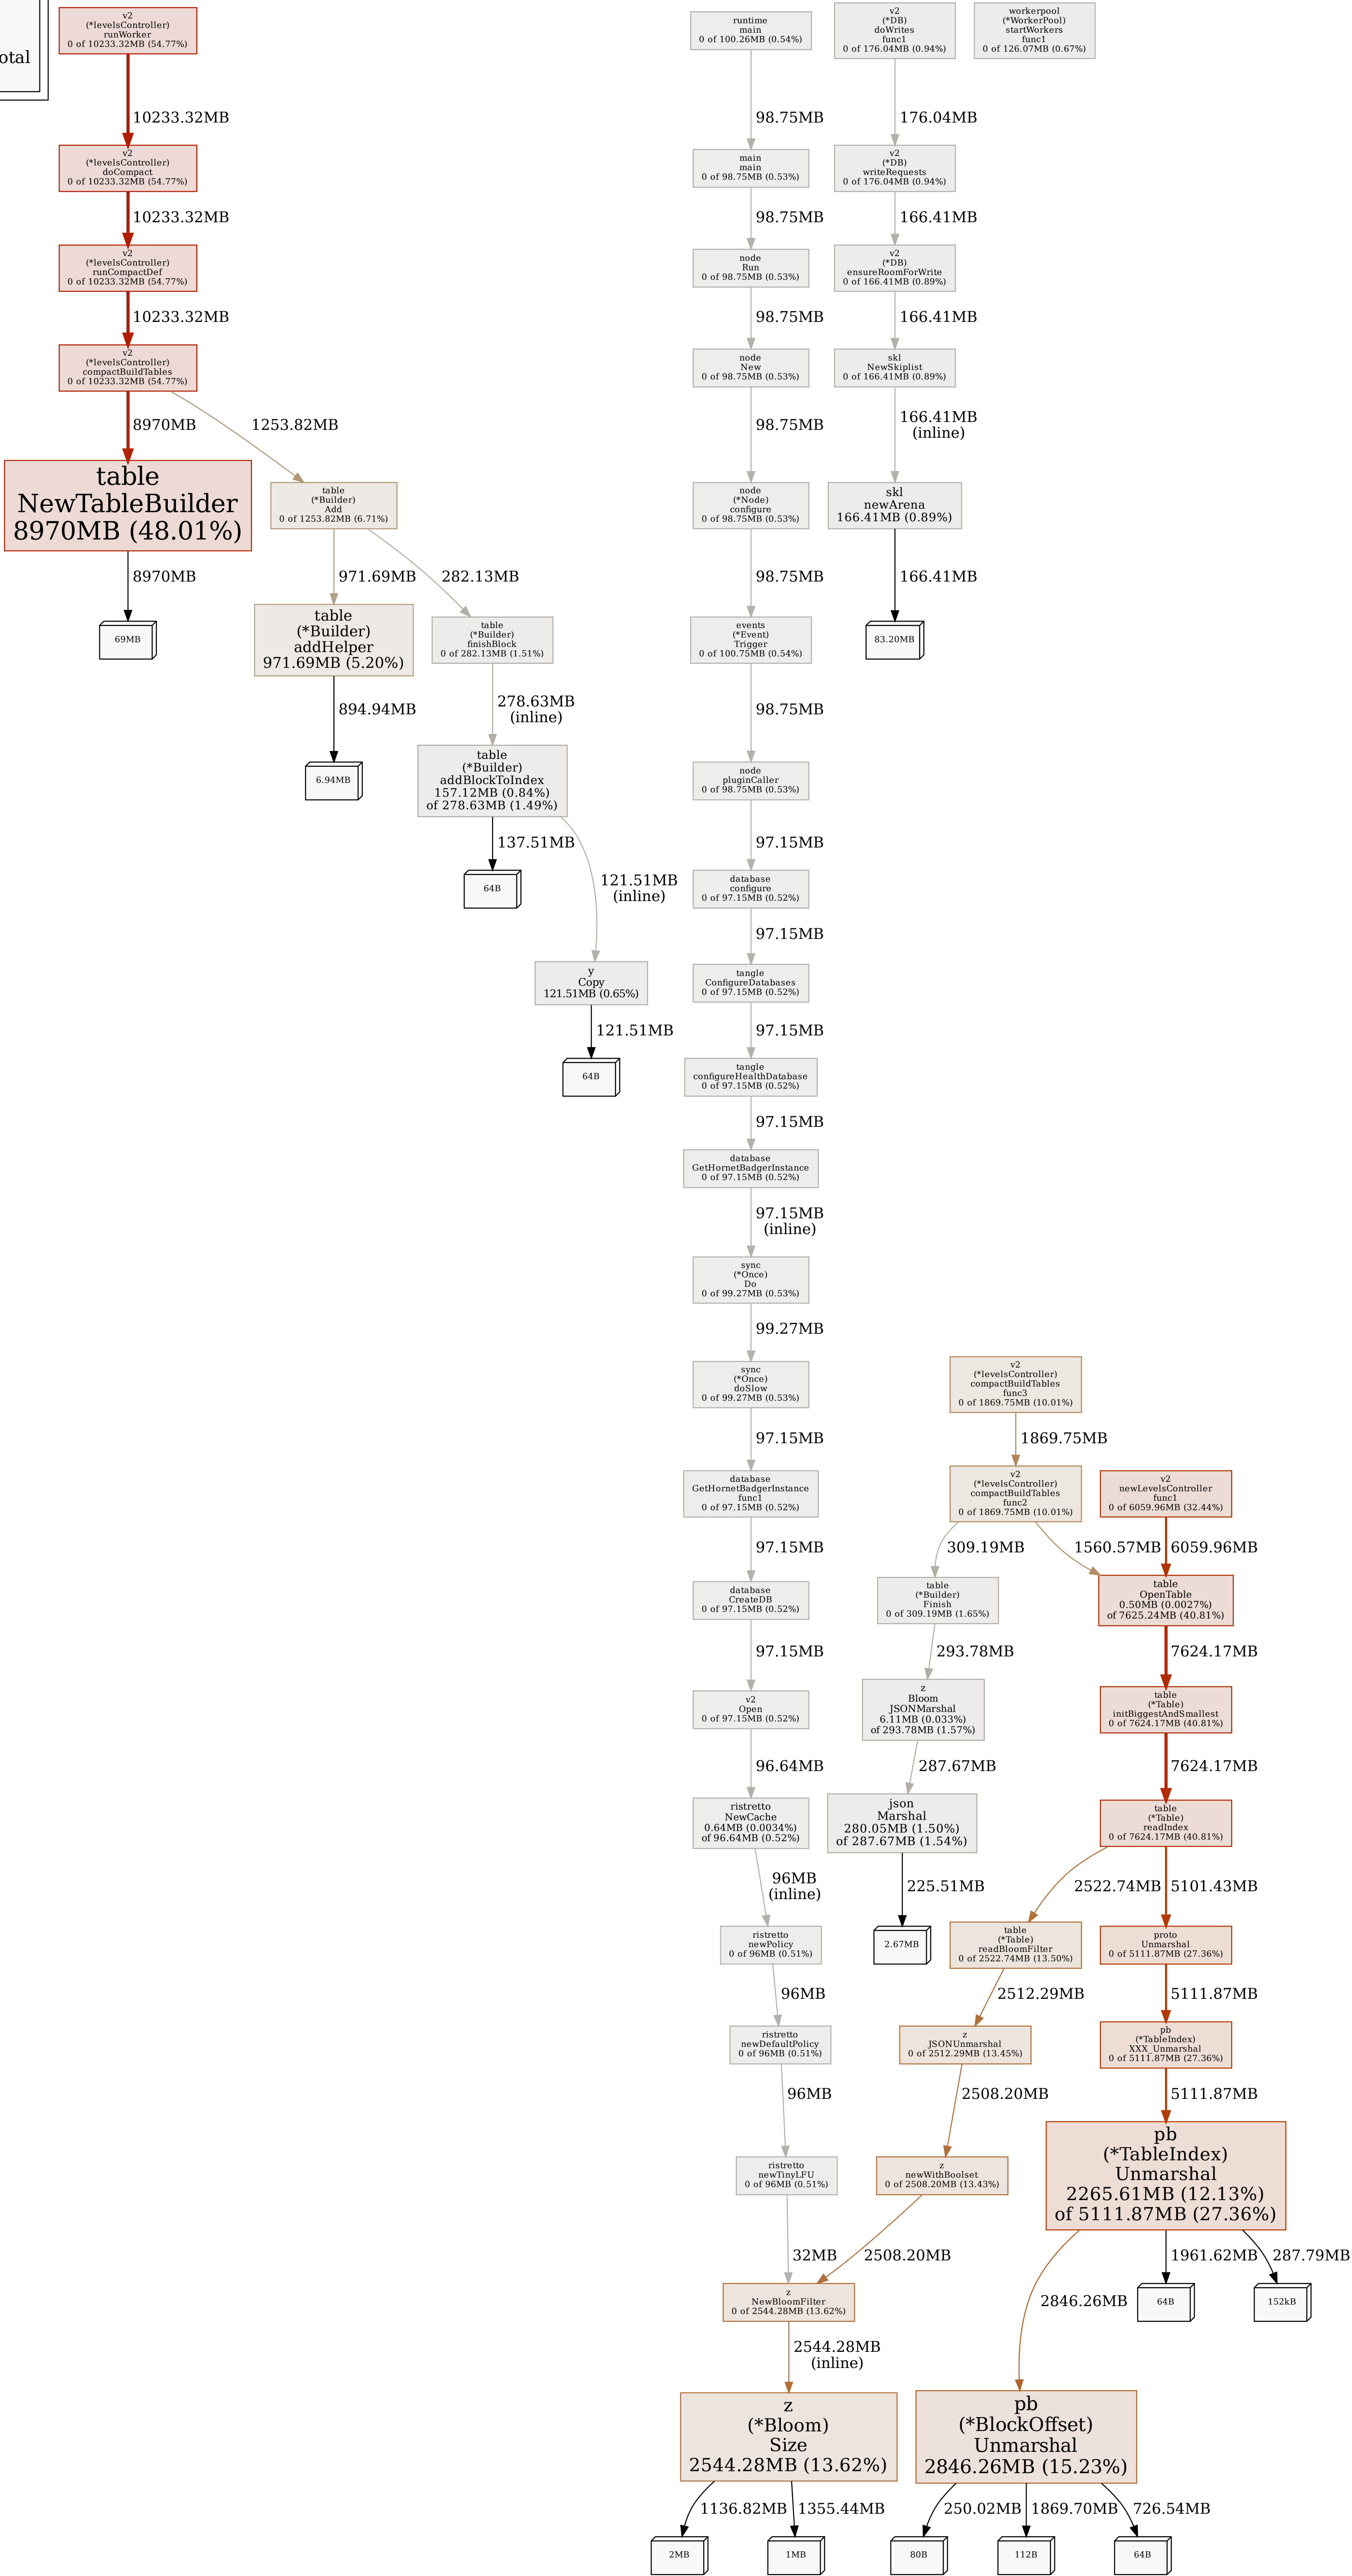 otal
v2
(*levelsController)
runWorker
0 of 10233.32MB (54.77%)
10233.32MB
v2
(*levelsController)
doCompact
0 of 10233.32MB (54.77%)
10233.32MB
v2
(*levelsController)
runCompactDef
0 of 10233.32MB (54.77%)
10233.32MB
v2
(*levelsController)
compactBuildTables
0 of 10233.32MB (54.77%)
8970MB
1253.82MB
table
NewTableBuilder
8970MB (48.01%)
8970MB
69MB
table
(*Builder)
Add
0 of 1253.82MB (6.71%)
971.69MB
282.13MB
table
(*Builder)
addHelper
971.69MB (5.20%)
894.94MB
6.94MB
table
(*Builder)
finishBlock
0 of 282.13MB (1.51%)
278.63MB
(inline)
table
(*Builder)
addBlockToIndex
157.12MB (0.84%)
of 278.63MB (1.49%)
137.51MB
64B
121.51MB
(inline)
y
Copy
121.51MB (0.65%)
121.51MB
64B
runtime
main
0 of 100.26MB (0.54%)
98.75MB
main
main
0 of 98.75MB (0.53%)
98.75MB
node
Run
0 of 98.75MB (0.53%)
98.75MB
node
New
0 of 98.75MB (0.53%)
98.75MB
node
(*Node)
configure
0 of 98.75MB (0.53%)
98.75MB
events
(*Event)
Trigger
0 of 100.75MB (0.54%)
98.75MB
node
pluginCaller
0 of 98.75MB (0.53%)
97.15MB
database
configure
0 of 97.15MB (0.52%)
97.15MB
tangle
ConfigureDatabases
0 of 97.15MB (0.52%)
97.15MB
tangle
configureHealthDatabase
0 of 97.15MB (0.52%)
97.15MB
database
GetHornetBadgerInstance
0 of 97.15MB (0.52%)
97.15MB
(inline)
sync
(*Once)
Do
0 of 99.27MB (0.53%)
99.27MB
sync
(*Once)
doSlow
0 of 99.27MB (0.53%)
97.15MB
database
GetHornetBadgerInstance
func1
0 of 97.15MB (0.52%)
97.15MB
database
CreateDB
0 of 97.15MB (0.52%)
97.15MB
v2
Open
0 of 97.15MB (0.52%)
96.64MB
ristretto
NewCache
0.64MB (0.0034%)
of 96.64MB (0.52%)
96MB
(inline)
ristretto
newPolicy
0 of 96MB (0.51%)
96MB
ristretto
newDefaultPolicy
0 of 96MB (0.51%)
96MB
ristretto
newTinyLFU
0 of 96MB (0.51%)
32MB
v2
(*DB)
doWrites
func1
0 of 176.04MB (0.94%)
176.04MB
v2
(*DB)
writeRequests
0 of 176.04MB (0.94%)
166.41MB
v2
(*DB)
ensureRoomForWrite
0 of 166.41MB (0.89%)
166.41MB
skl
NewSkiplist
0 of 166.41MB (0.89%)
166.41MB
(inline)
skl
newArena
166.41MB (0.89%)
166.41MB
83.20MB
workerpool
(*WorkerPool)
startWorkers
func1
0 of 126.07MB (0.67%)
v2
(*levelsController)
compactBuildTables
func3
0 of 1869.75MB (10.01%)
1869.75MB
v2
(*levelsController)
compactBuildTables
func2
0 of 1869.75MB (10.01%)
309.19MB
1560.57MB
v2
newLevelsController
func1
0 of 6059.96MB (32.44%)
6059.96MB
table
(*Builder)
Finish
0 of 309.19MB (1.65%)
293.78MB
z
Bloom
JSONMarshal
6.11MB (0.033%)
of 293.78MB (1.57%)
287.67MB
json
Marshal
280.05MB (1.50%)
of 287.67MB (1.54%)
225.51MB
2.67MB
table
OpenTable
0.50MB (0.0027%)
of 7625.24MB (40.81%)
7624.17MB
table
(*Table)
initBiggestAndSmallest
0 of 7624.17MB (40.81%)
7624.17MB
table
(*Table)
readIndex
0 of 7624.17MB (40.81%)
2522.74MB
5101.43MB
table
(*Table)
readBloomFilter
0 of 2522.74MB (13.50%)
2512.29MB
z
JSONUnmarshal
0 of 2512.29MB (13.45%)
2508.20MB
z
newWithBoolset
0 of 2508.20MB (13.43%)
2508.20MB
z
NewBloomFilter
0 of 2544.28MB (13.62%)
2544.28MB
(inline)
z
(*Bloom)
Size
2544.28MB (13.62%)
1136.82MB
1355.44MB
2MB
1MB
proto
Unmarshal
0 of 5111.87MB (27.36%)
5111.87MB
pb
(*TableIndex)
XXX_Unmarshal
0 of 5111.87MB (27.36%)
5111.87MB
pb
(*TableIndex)
Unmarshal
2265.61MB (12.13%)
of 5111.87MB (27.36%)
2846.26MB
1961.62MB
287.79MB
64B
152kB
pb
(*BlockOffset)
Unmarshal
2846.26MB (15.23%)
250.02MB
1869.70MB
726.54MB
80B
112B
64B